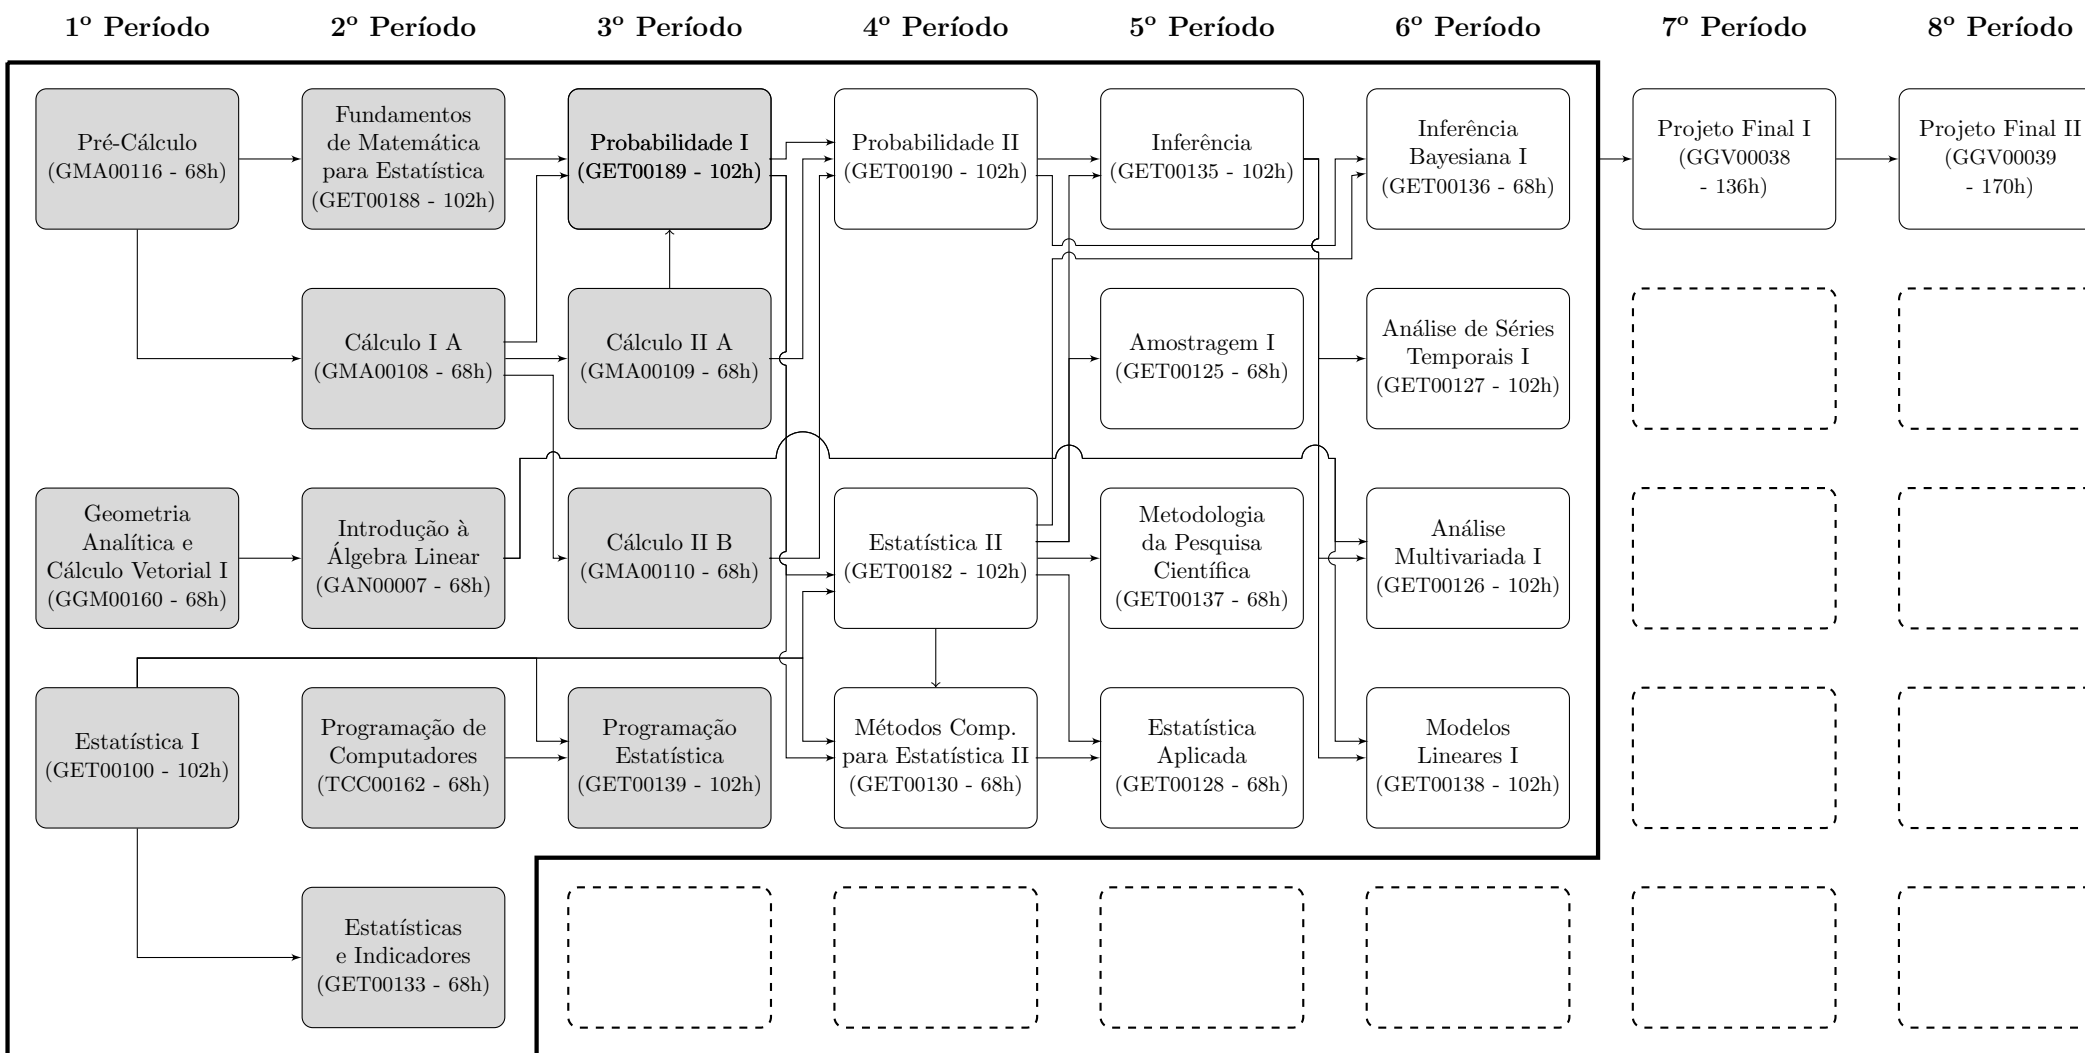 1º Período
2º Período
3º Período
4º Período
5º Período
6º Período
7º Período
8º Período
Pré-Cálculo
(GMA00116 - 68h)
Fundamentos
de Matemática
para Estatística
(GET00188 - 102h)
Probabilidade I
(GET00189 - 102h)
Probabilidade II
(GET00190 - 102h)
Inferência
(GET00135 - 102h)
Inferência
Bayesiana I
(GET00136 - 68h)
Projeto Final I
(GGV00038
- 136h)
Projeto Final II
(GGV00039
- 170h)
Cálculo I A
(GMA00108 - 68h)
Cálculo II A
(GMA00109 - 68h)
Amostragem I
(GET00125 - 68h)
Análise de Séries
Temporais I
(GET00127 - 102h)
Geometria
Analítica e
Cálculo Vetorial I
(GGM00160 - 68h)
Introdução à
Álgebra Linear
(GAN00007 - 68h)
Cálculo II B
(GMA00110 - 68h)
Estatística II
(GET00182 - 102h)
Metodologia
da Pesquisa
Científica
(GET00137 - 68h)
Análise
Multivariada I
(GET00126 - 102h)
Estatística I
(GET00100 - 102h)
Programação de
Computadores
(TCC00162 - 68h)
Programação
Estatística
(GET00139 - 102h)
Métodos Comp.
para Estatística II
(GET00130 - 68h)
Estatística
Aplicada
(GET00128 - 68h)
Modelos
Lineares I
(GET00138 - 102h)
Estatísticas
e Indicadores
(GET00133 - 68h)